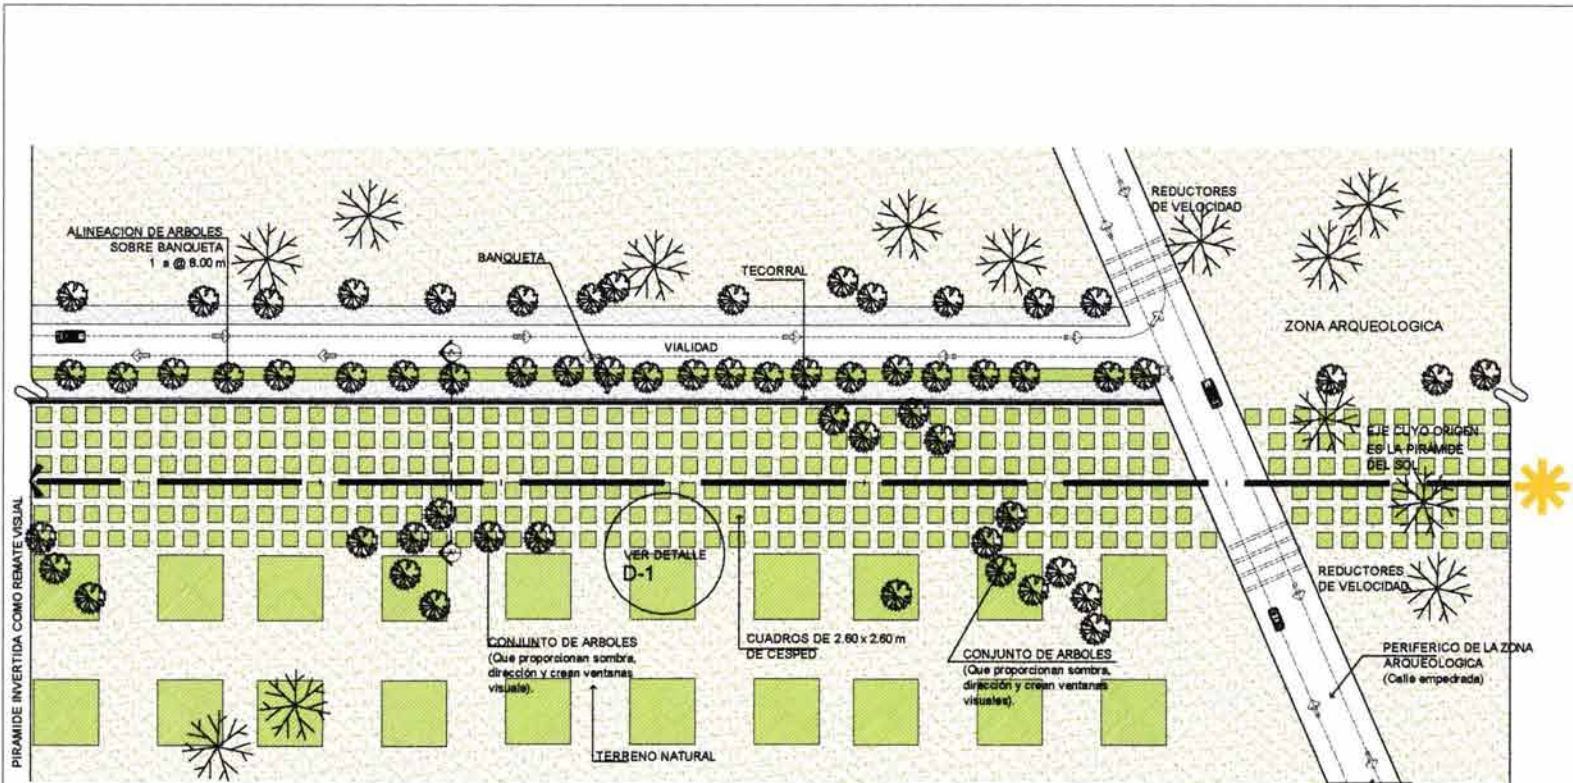 REDUCTORES
DE VELOCIDAD
ALINEACION DE ARBOLES
SOBRE BANQUETA
1 a @ 8.00 m
BANQUETA
TECORRAL
ZONA ARQUEOLOGICA
VIALIDAD
EJE CUYO ORIGEN
ES LA PIRAMIDE
DEL SOL
PIRAMIDE INVERTIDA COMO REMATE VISUAL
VER DETALLE
D-1
REDUCTORES
DE VELOCIDAD
CONJUNTO DE ARBOLES
(Que proporcionan sombra,
dirección y crean ventanas
visuale).
CUADROS DE 2.60 x 2.60 m
DE CESPED
CONJUNTO DE ARBOLES
(Que proporcionan sombra,
dirección y crean ventanas
visuales).
PERIFERICO DE LA ZONA
ARQUEOLOGICA
(Calle empedrada)
TERRENO NATURAL